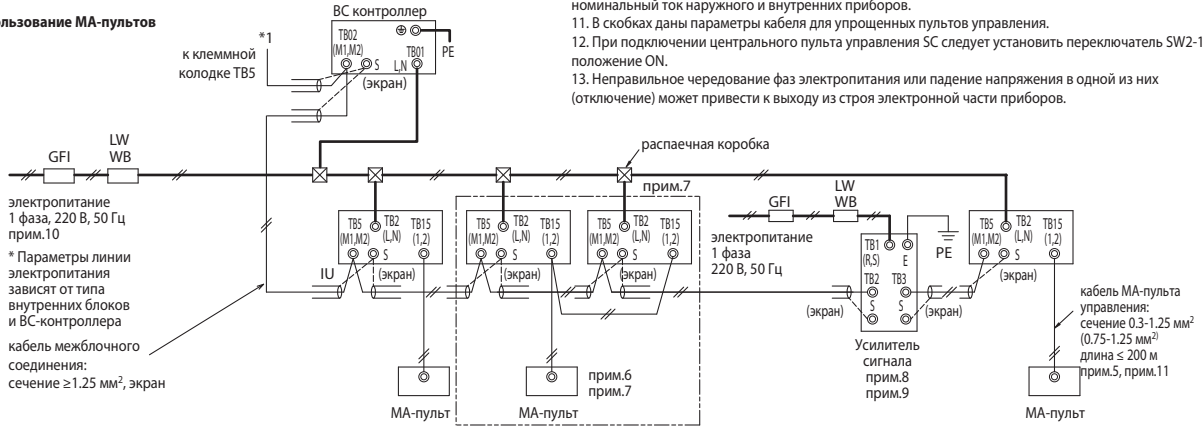 ользование МА-пультов
номинальный ток наружного и внутренних приборов.
11. В скобках даны параметры кабеля для упрощенных пультов управления.
12. При подключении центрального пульта управления SC следует установить переключатель SW2-1
положение ON.
13. Неправильное чередование фаз электропитания или падение напряжения в одной из них
(отключение) может привести к выходу из строя электронной части приборов.
BC контроллер
*1
к клеммной
колодке TB5
TB02
(M1,M2)
S
TB01
L,N
PE
(экран)
GFI
LW
WB
распаечная коробка
прим.7
электропитание
1 фаза, 220 В, 50 Гц
прим.10
* Параметры линии
электропитания
зависят от типа
внутренних блоков
и BC-контроллера
кабель межблочного
соединения:
сечение ≥1.25 мм², экран
IU
TB5
(M1,M2)
TB2
(L,N)
TB15
(1,2)
S
(экран)
МА-пульт
TB5
(M1,M2)
TB2
(L,N)
TB15
(1,2)
S
(экран)
МА-пульт
прим.6
прим.7
TB5
(M1,M2)
TB2
(L,N)
TB15
(1,2)
S
(экран)
GFI
LW
WB
электропитание
1 фаза
220 В, 50 Гц
TB1
(R,S)
E
PE
TB2
TB3
S
S
(экран)
(экран)
Усилитель
сигнала
прим.8
прим.9
TB5
(M1,M2)
TB2
(L,N)
TB15
(1,2)
S
(экран)
кабель МА-пульта
управления:
сечение 0.3-1.25 мм²
(0.75-1.25 мм²)
длина ≤ 200 м
прим.5, прим.11
МА-пульт